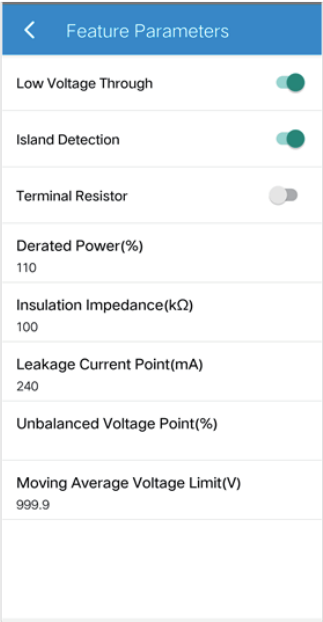 Feature Parameters
Low Voltage Through
Island Detection
Terminal Resistor
Derated Power(%)
110
Insulation Impedance(kΩ)
100
Leakage Current Point(mA)
240
Unbalanced Voltage Point(%)
Moving Average Voltage Limit(V)
999.9